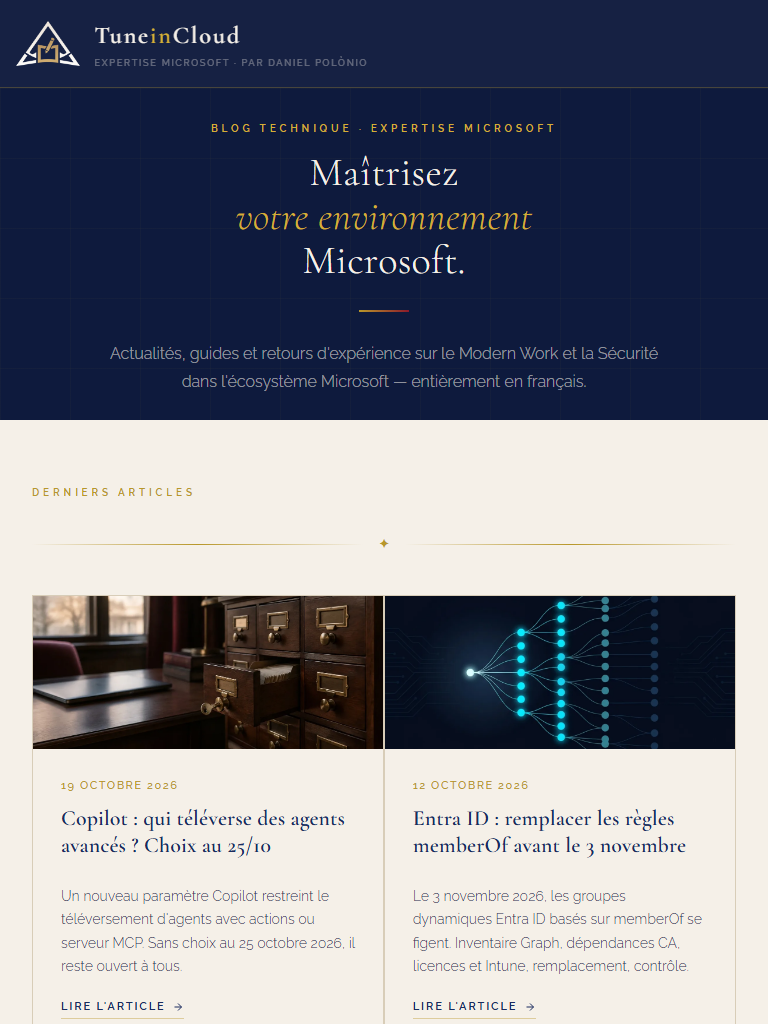 TuneinCloud
EXPERTISE MICROSOFT · PAR DANIEL POLÓNIO
BLOG TECHNIQUE · EXPERTISE MICROSOFT
Maîtrisez
votre environnement
Microsoft.
Actualités, guides et retours d'expérience sur le Modern Work et la Sécurité
dans l'écosystème Microsoft — entièrement en français.
DERNIERS ARTICLES
19 OCTOBRE 2026
Copilot : qui téléverse des agents
avancés ? Choix au 25/10
Un nouveau paramètre Copilot restreint le
téléversement d'agents avec actions ou
serveur MCP. Sans choix au 25 octobre 2026, il
reste ouvert à tous.
LIRE L'ARTICLE →
12 OCTOBRE 2026
Entra ID : remplacer les règles
memberOf avant le 3 novembre
Le 3 novembre 2026, les groupes
dynamiques Entra ID basés sur memberOf se
figent. Inventaire Graph, dépendances CA,
licences et Intune, remplacement, contrôle.
LIRE L'ARTICLE →